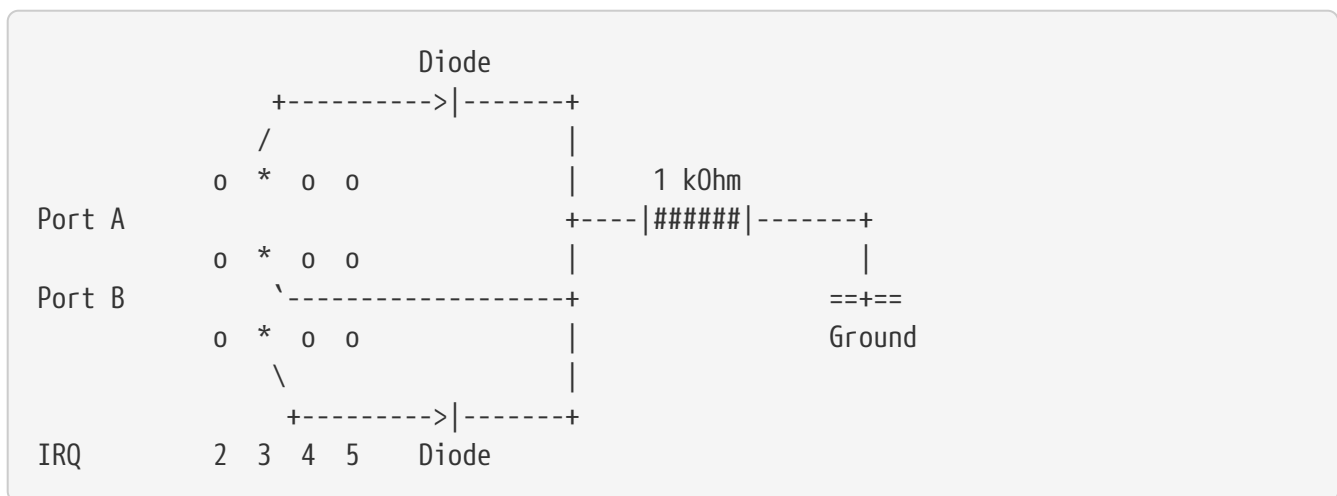 Diode
                +---------->|-------+
               /                    |
            o  *  o  o              |     1 kOhm
Port A                              +----|######|-------+
            o  *  o  o              |                   |
Port B          `-------------------+                 ==+==
            o  *  o  o              |                 Ground
                \                   |
                 +--------->|-------+
IRQ         2  3  4  5    Diode